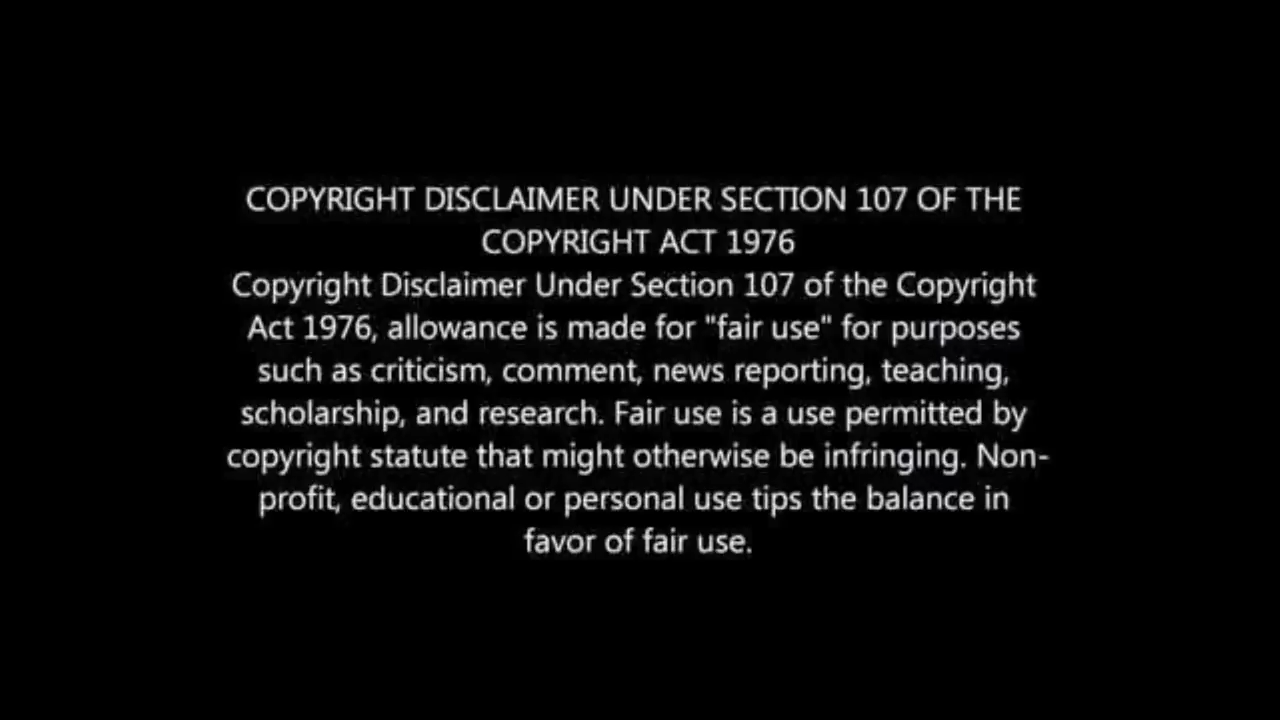 COPYRIGHT DISCLAIMER UNDER SECTION 107 OF THE
COPYRIGHT ACT 1976
Copyright Disclaimer Under Section 107 of the Copyright
Act 1976, allowance is made for "fair use" for purposes
such as criticism, comment, news reporting, teaching,
scholarship, and research. Fair use is a use permitted by
copyright statute that might otherwise be infringing. Non-
profit, educational or personal use tips the balance in
favor of fair use.